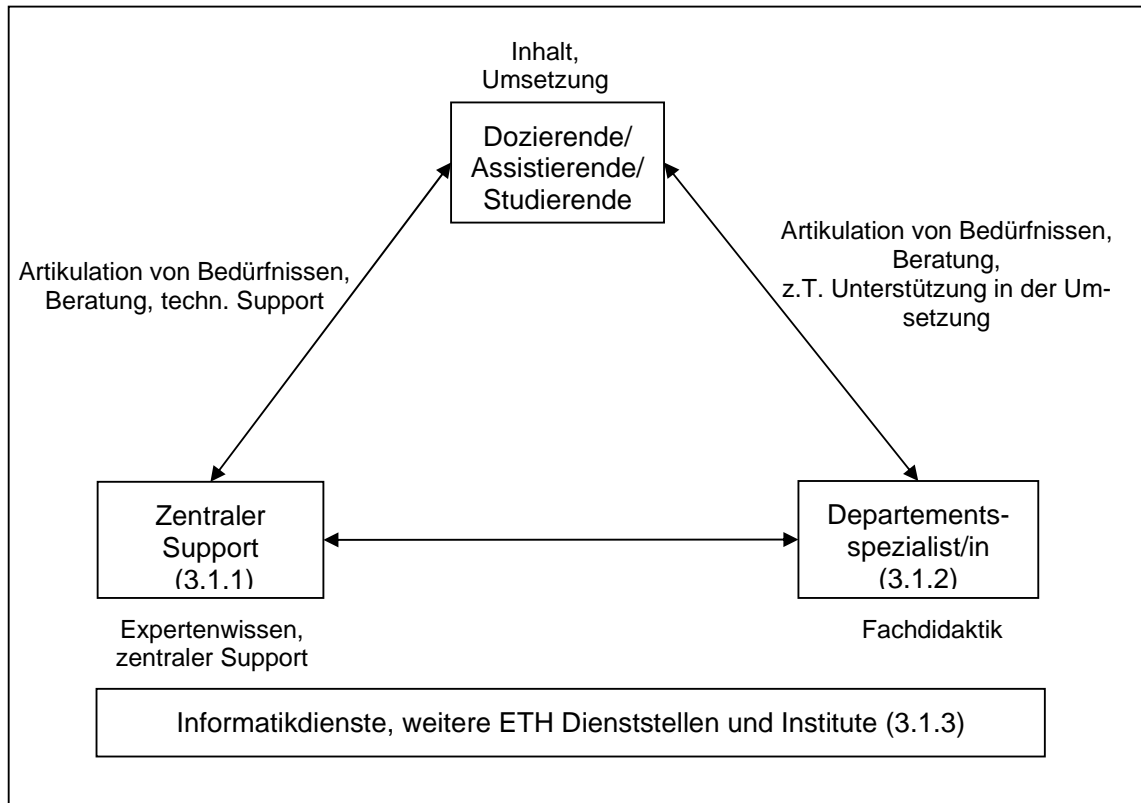 Inhalt,
Umsetzung
Dozierende/
Assistierende/
Studierende
Artikulation von Bedürfnissen,
Beratung, techn. Support
Artikulation von Bedürfnissen,
Beratung,
z.T. Unterstützung in der Um-
setzung
Zentraler
Support
(3.1.1)
Departements-
spezialist/in
(3.1.2)
Expertenwissen,
zentraler Support
Fachdidaktik
Informatikdienste, weitere ETH Dienststellen und Institute (3.1.3)